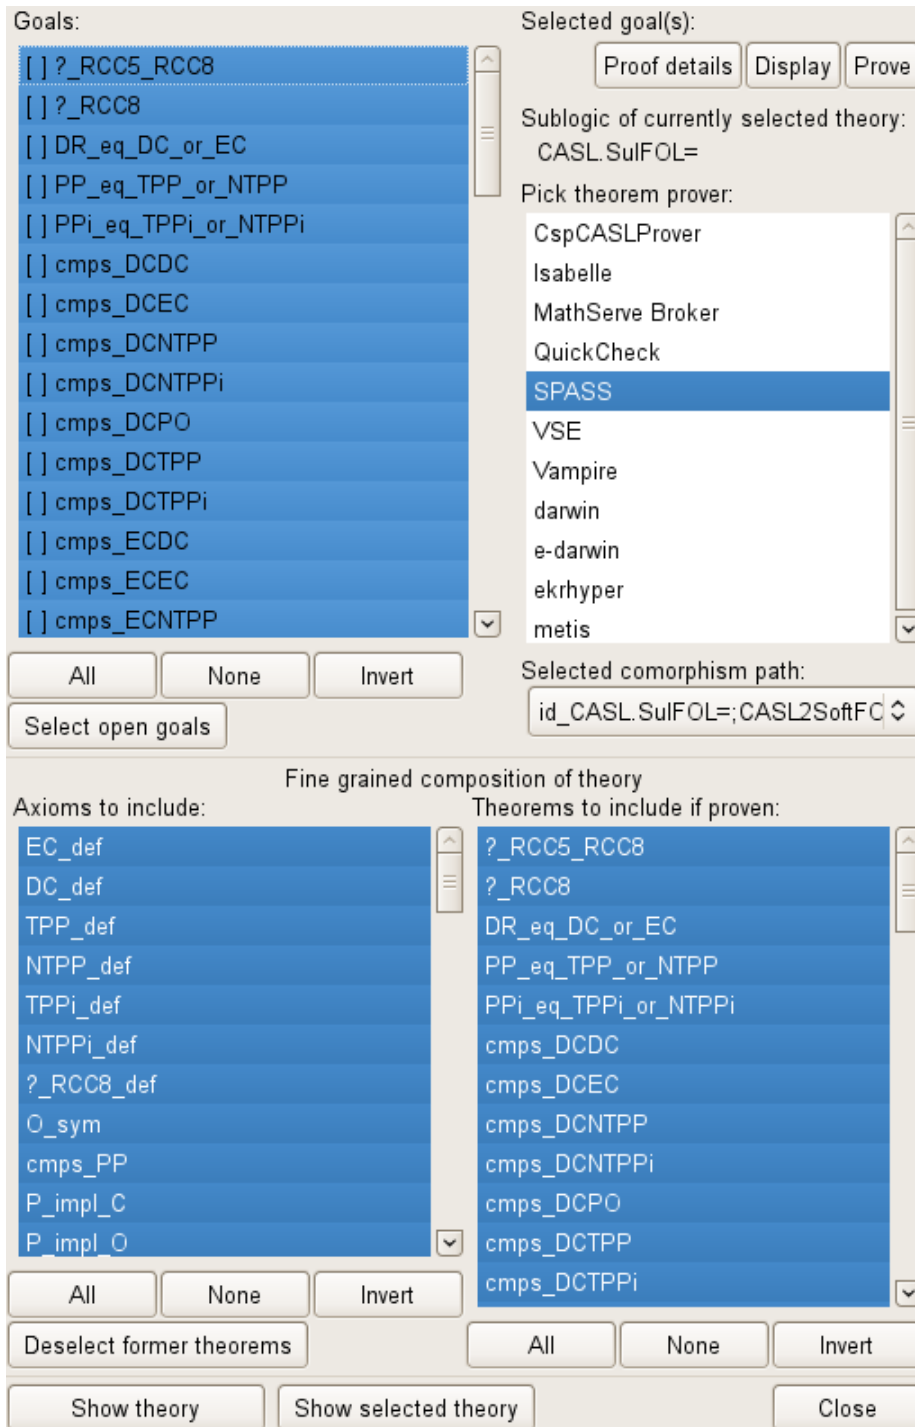 Goals:
[ ] ?_RCC5_RCC8
[ ] ?_RCC8
[ ] DR_eq_DC_or_EC
[ ] PP_eq_TPP_or_NTPP
[ ] PPi_eq_TPPi_or_NTPPi
[ ] cmps_DCDC
[ ] cmps_DCEC
[ ] cmps_DCNTPP
[ ] cmps_DCNTPPi
[ ] cmps_DCPO
[ ] cmps_DCTPP
[ ] cmps_DCTPPi
[ ] cmps_ECDC
[ ] cmps_ECEC
[ ] cmps_ECNTPP
All None Invert
Select open goals
Selected goal(s):
Proof details Display Prove
Sublogic of currently selected theory:
CASL.SulFOL=
Pick theorem prover:
CspCASLProver
Isabelle
MathServe Broker
QuickCheck
SPASS
VSE
Vampire
darwin
e-darwin
ekrhyper
metis
Selected comorphism path:
id_CASL.SulFOL=;CASL2SoftFO
Fine grained composition of theory
Axioms to include:
EC_def
DC_def
TPP_def
NTPP_def
TPPi_def
NTPPi_def
?_RCC8_def
O_sym
cmps_PP
P_impl_C
P_impl_O
All None Invert
Deselect former theorems
Theorems to include if proven:
?_RCC5_RCC8
?_RCC8
DR_eq_DC_or_EC
PP_eq_TPP_or_NTPP
PPi_eq_TPPi_or_NTPPi
cmps_DCDC
cmps_DCEC
cmps_DCNTPP
cmps_DCNTPPi
cmps_DCPO
cmps_DCTPP
cmps_DCTPPi
All None Invert
Show theory Show selected theory Close